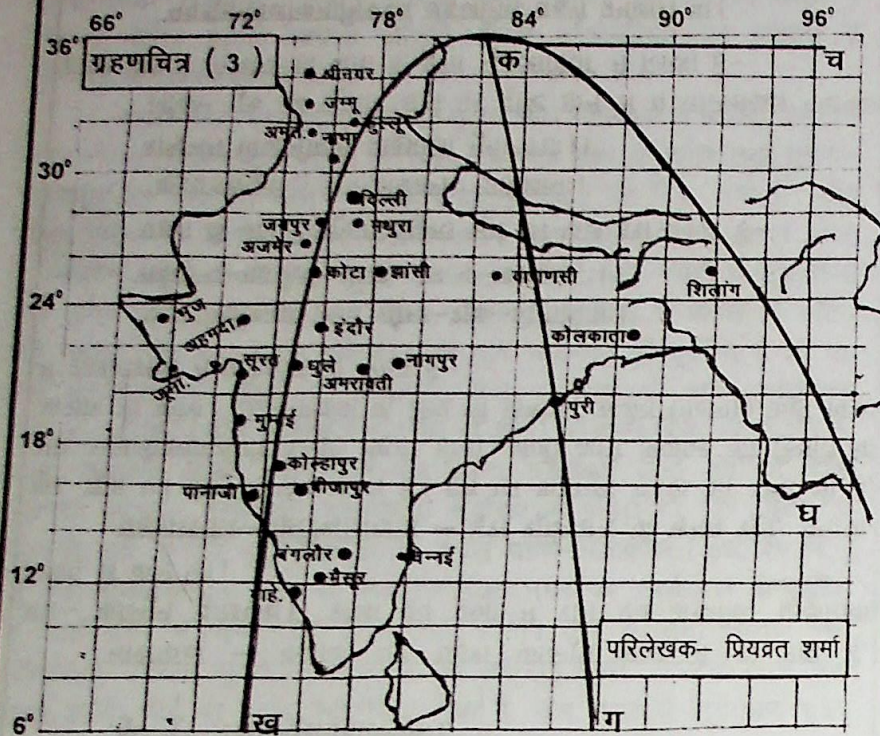 66° 72° 78° 84° 90° 96°
36° ग्रहणचित्र ( 3 ) क च
श्रीनगर
जम्मू
अमृत. कुल्लू
30°
दिल्ली
जयपुर मथुरा
अजमेर
कोटा झांसी वाराणसी शिलांग
24°
भुज अहमदा. इंदौर कोलकाता
सूरत धुले नागपुर
जूना. अमरावती
पुरी
मुम्बई
18°
कोल्हापुर
पानाजी बीजापुर
घ
बंगलौर चिन्नई
12° मैसूर
माहे.
परिलेखक– प्रियव्रत शर्मा
6° ख ग